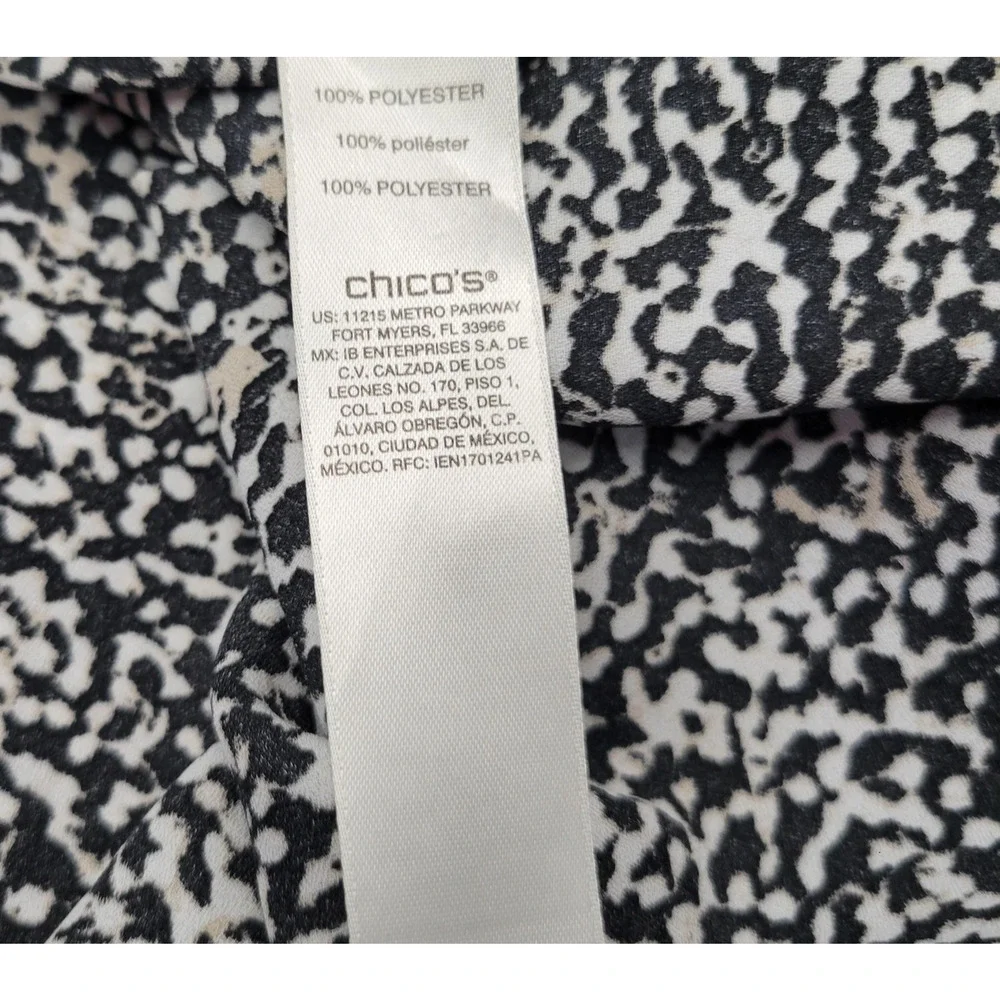 100% POLYESTER
100% poliéster
100% POLYESTER
chico's®
US: 11215 METRO PARKWAY
FORT MYERS, FL 33966
MX: IB ENTERPRISES S.A. DE
C.V. CALZADA DE LOS
LEONES NO. 170, PISO 1,
COL. LOS ALPES, DEL.
ÁLVARO OBREGÓN, C.P.
01010, CIUDAD DE MÉXICO,
MÉXICO. RFC: IEN1701241PA